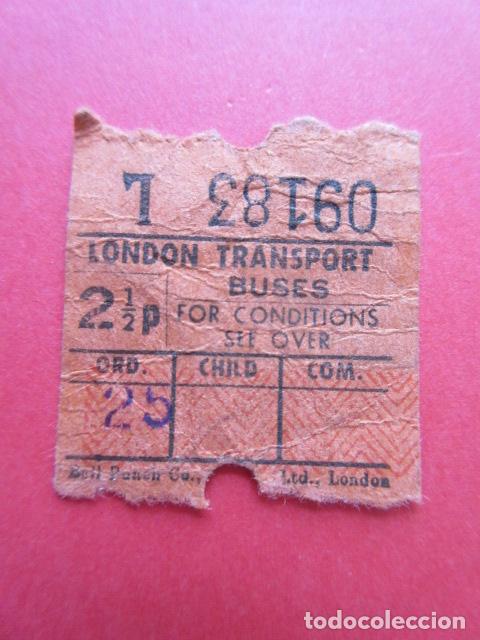 L 09183
LONDON TRANSPORT
BUSES
2½p
FOR CONDITIONS
SEE OVER
ORD. CHILD COM.
25
Bell Punch Co., Ltd., London
todocoleccion